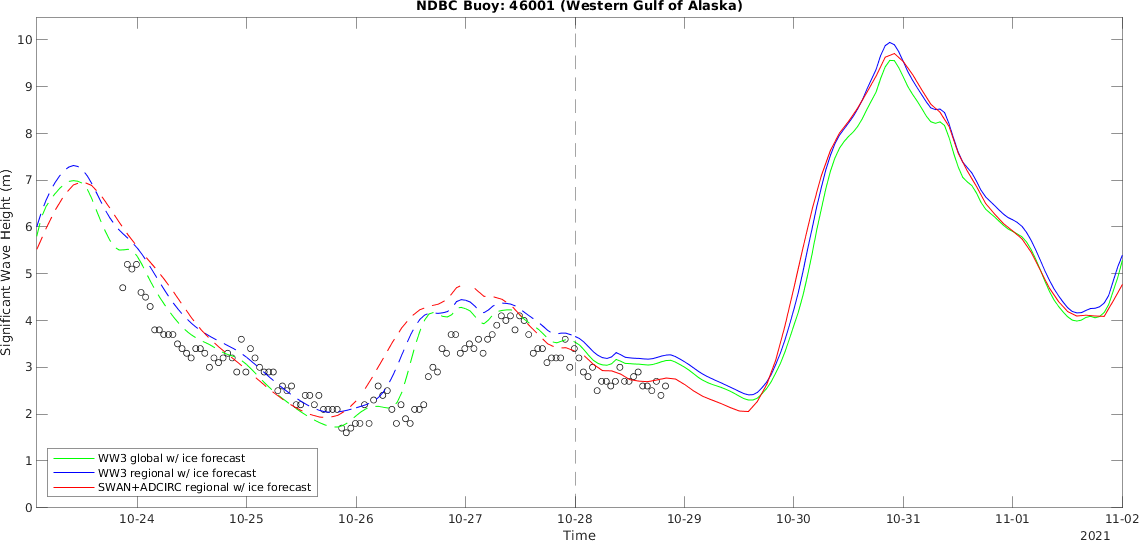 NDBC Buoy: 46001 (Western Gulf of Alaska)
10
9
8
7
6
5
4
3
2
1
0
Significant Wave Height (m)
WW3 global w/ ice forecast
WW3 regional w/ ice forecast
SWAN+ADCIRC regional w/ ice forecast
10-24 10-25 10-26 10-27 10-28 10-29 10-30 10-31 11-01 11-02
Time
2021